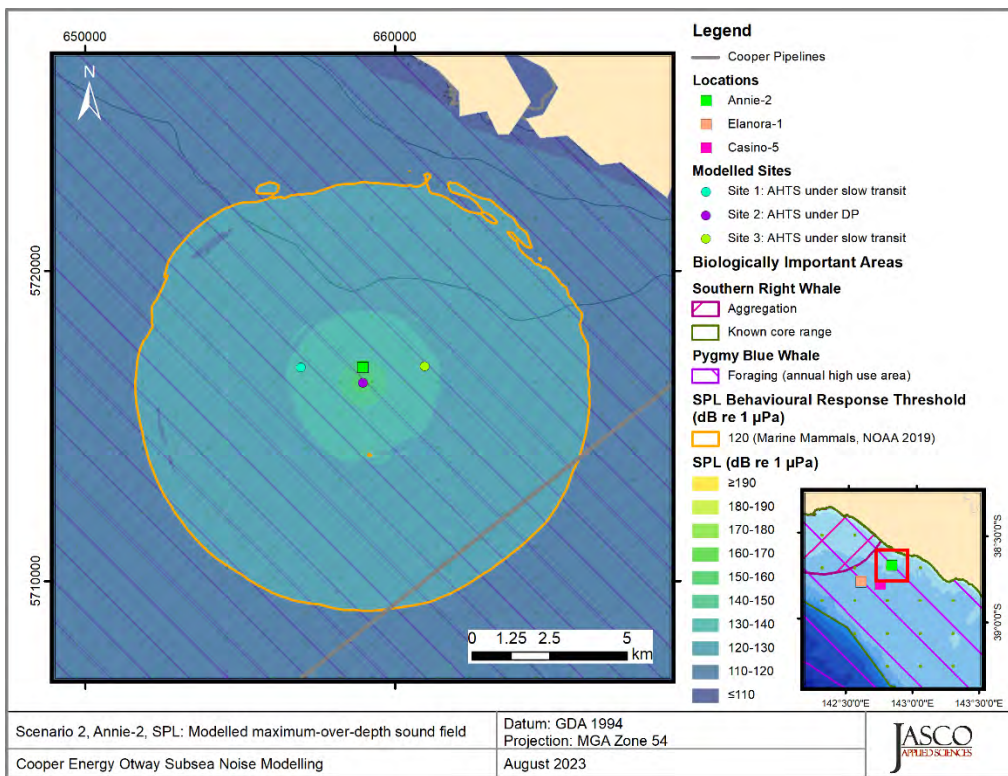 650000
660000
N
5720000
5710000
0 1.25 2.5 5
km
Legend
Cooper Pipelines
Locations
Annie-2
Elanora-1
Casino-5
Modelled Sites
Site 1: AHTS under slow transit
Site 2: AHTS under DP
Site 3: AHTS under slow transit
Biologically Important Areas
Southern Right Whale
Aggregation
Known core range
Pygmy Blue Whale
Foraging (annual high use area)
SPL Behavioural Response Threshold
(dB re 1 µPa)
120 (Marine Mammals, NOAA 2019)
SPL (dB re 1 µPa)
≥190
180-190
170-180
160-170
150-160
140-150
130-140
120-130
110-120
≤110
38°30'S
39°0'0"S
142°30'0"E
143°0'0"E
143°30'0"E
Scenario 2, Annie-2, SPL: Modelled maximum-over-depth sound field
Datum: GDA 1994
Projection: MGA Zone 54
Cooper Energy Otway Subsea Noise Modelling
August 2023
JASCO
APPLIED SCIENCES